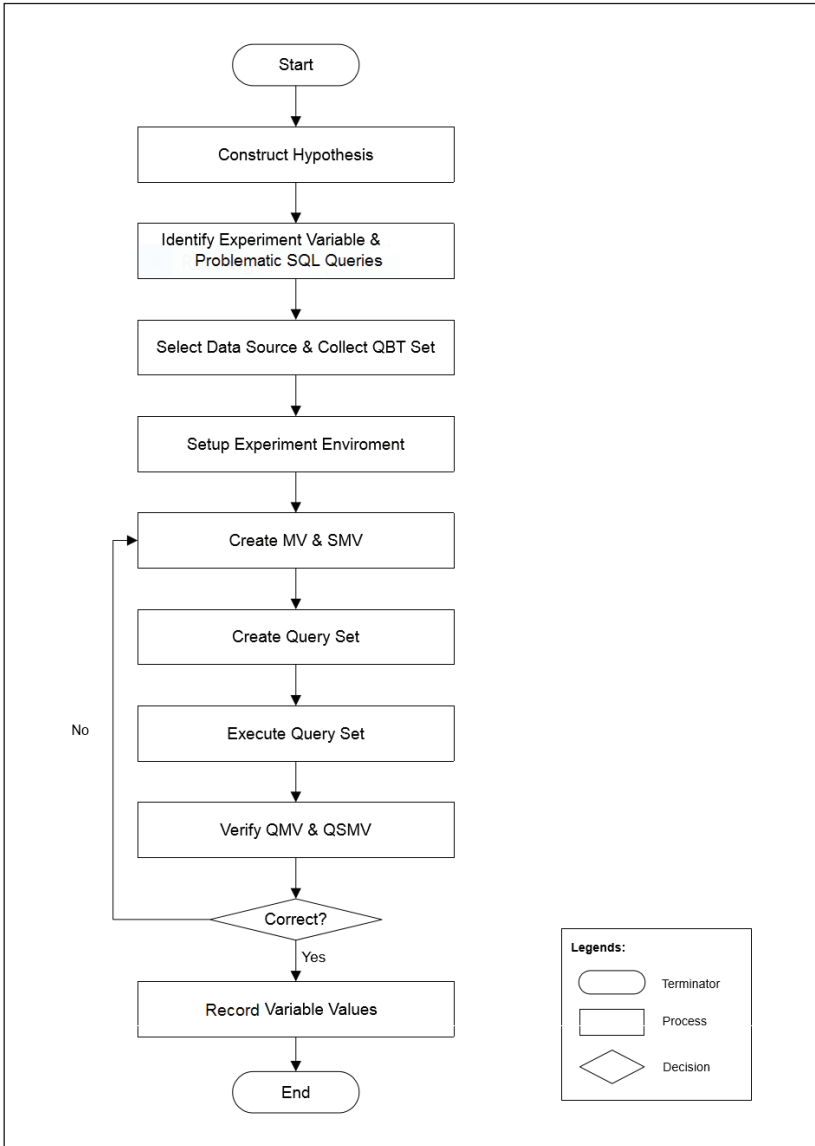 Start
Construct Hypothesis
Identify Experiment Variable &
Problematic SQL Queries
Select Data Source & Collect QBT Set
Setup Experiment Enviroment
Create MV & SMV
Create Query Set
No
Execute Query Set
Verify QMV & QSMV
Correct?
Yes
Record Variable Values
End
Legends:
Terminator
Process
Decision